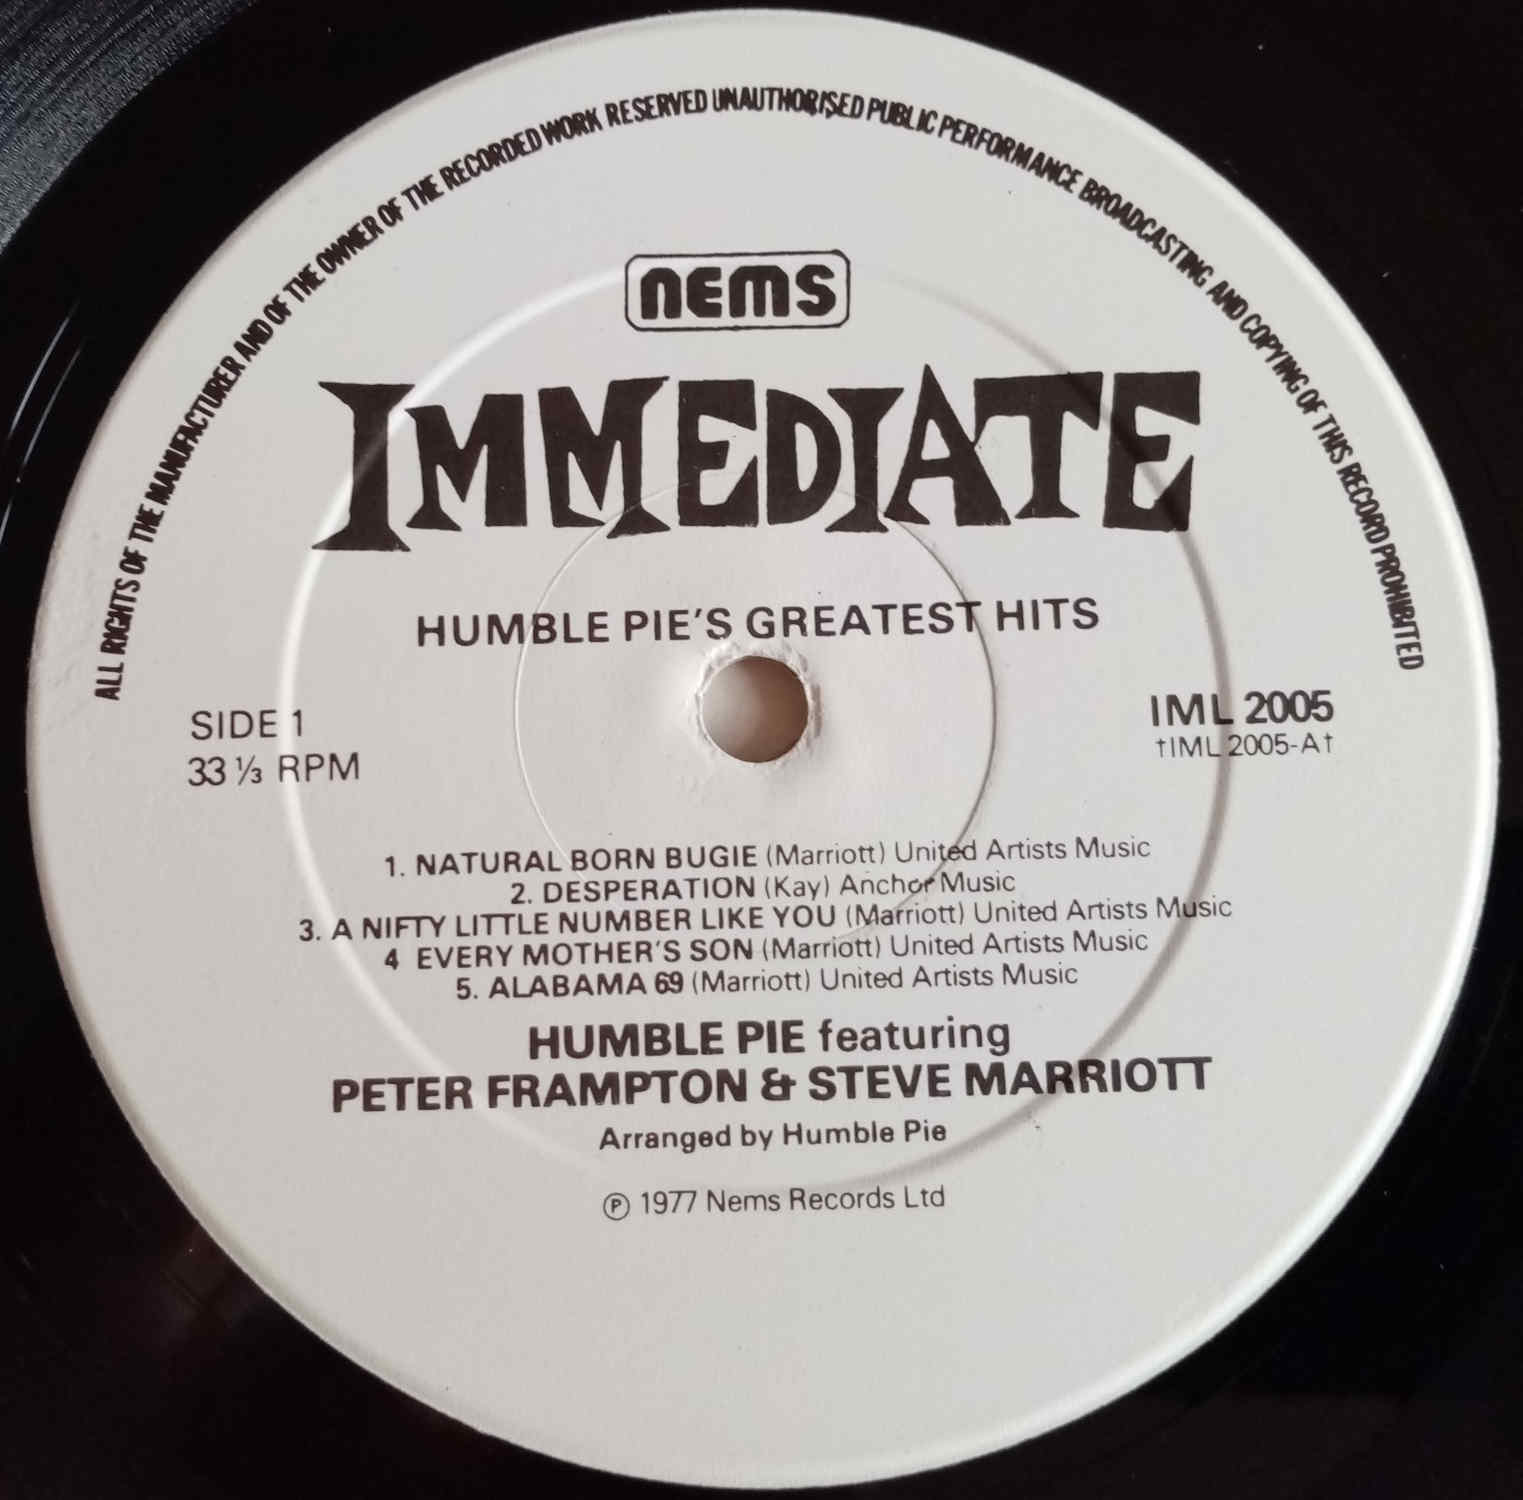 ALL RIGHTS OF THE MANUFACTURER AND OF THE OWNER OF THE RECORDED WORK RESERVED UNAUTHORISED PUBLIC PERFORMANCE BROADCASTING AND COPYING OF THIS RECORD PROHIBITED
nems
IMMEDIATE
HUMBLE PIE'S GREATEST HITS
SIDE 1
33 ⅓ RPM
IML 2005
†IML 2005-A†
1. NATURAL BORN BUGIE (Marriott) United Artists Music
2. DESPERATION (Kay) Anchor Music
3. A NIFTY LITTLE NUMBER LIKE YOU (Marriott) United Artists Music
4 EVERY MOTHER'S SON (Marriott) United Artists Music
5. ALABAMA 69 (Marriott) United Artists Music
HUMBLE PIE featuring
PETER FRAMPTON & STEVE MARRIOTT
Arranged by Humble Pie
℗ 1977 Nems Records Ltd